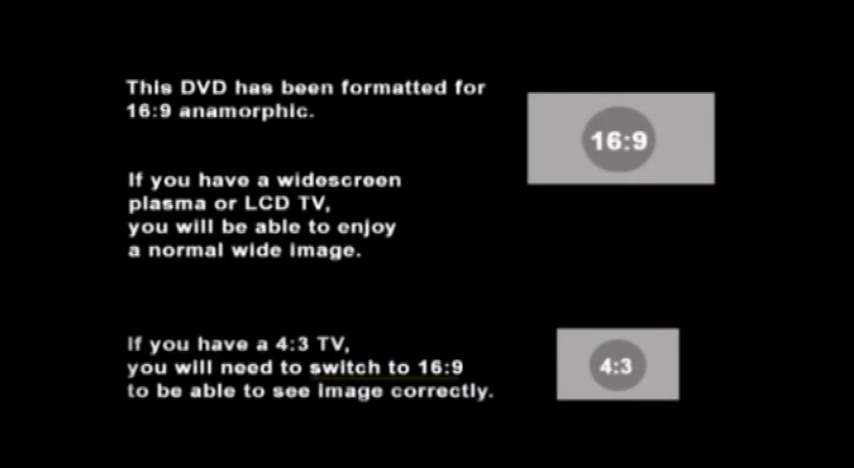 This DVD has been formatted for
16:9 anamorphic.
16:9
If you have a widescreen
plasma or LCD TV,
you will be able to enjoy
a normal wide image.
If you have a 4:3 TV,
you will need to switch to 16:9
to be able to see image correctly.
4:3